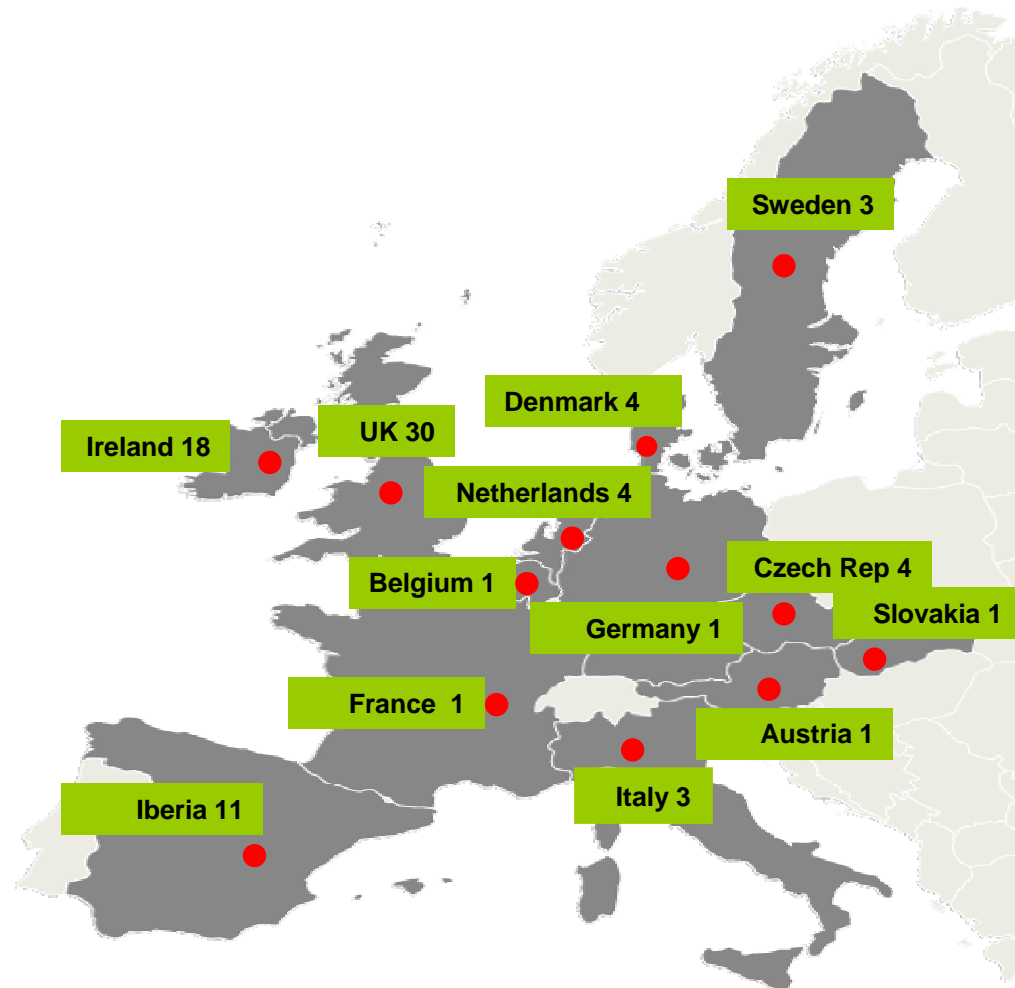 Sweden 3
Denmark 4
UK 30
Ireland 18
Netherlands 4
Czech Rep 4
Belgium 1
Slovakia 1
Germany 1
France 1
Austria 1
Italy 3
Iberia 11